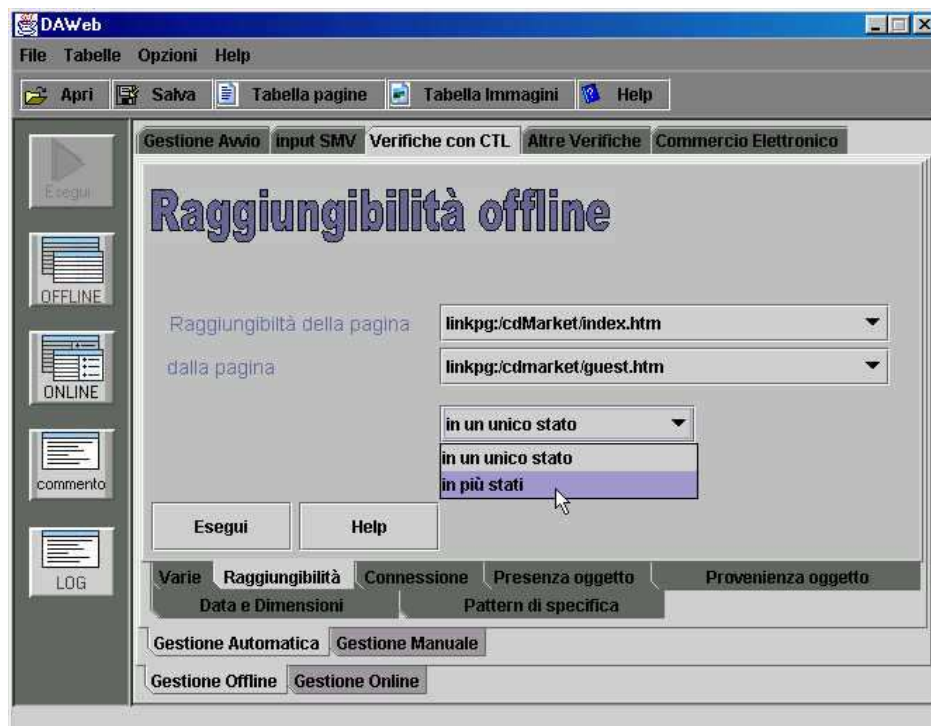 DAWeb
File Tabelle Opzioni Help
Apri Salva Tabella pagine Tabella Immagini Help
Gestione Avvio input SMV Verifiche con CTL Altre Verifiche Commercio Elettronico
Esegui
Raggiungibilità offline
OFFLINE
Raggiungibiltà della pagina linkpg:/cdMarket/index.htm
dalla pagina linkpg:/cdmarket/guest.htm
ONLINE
in un unico stato
in un unico stato
commento
in più stati
Esegui Help
LOG
Varie Raggiungibilità Connessione Presenza oggetto Provenienza oggetto
Data e Dimensioni Pattern di specifica
Gestione Automatica Gestione Manuale
Gestione Offline Gestione Online